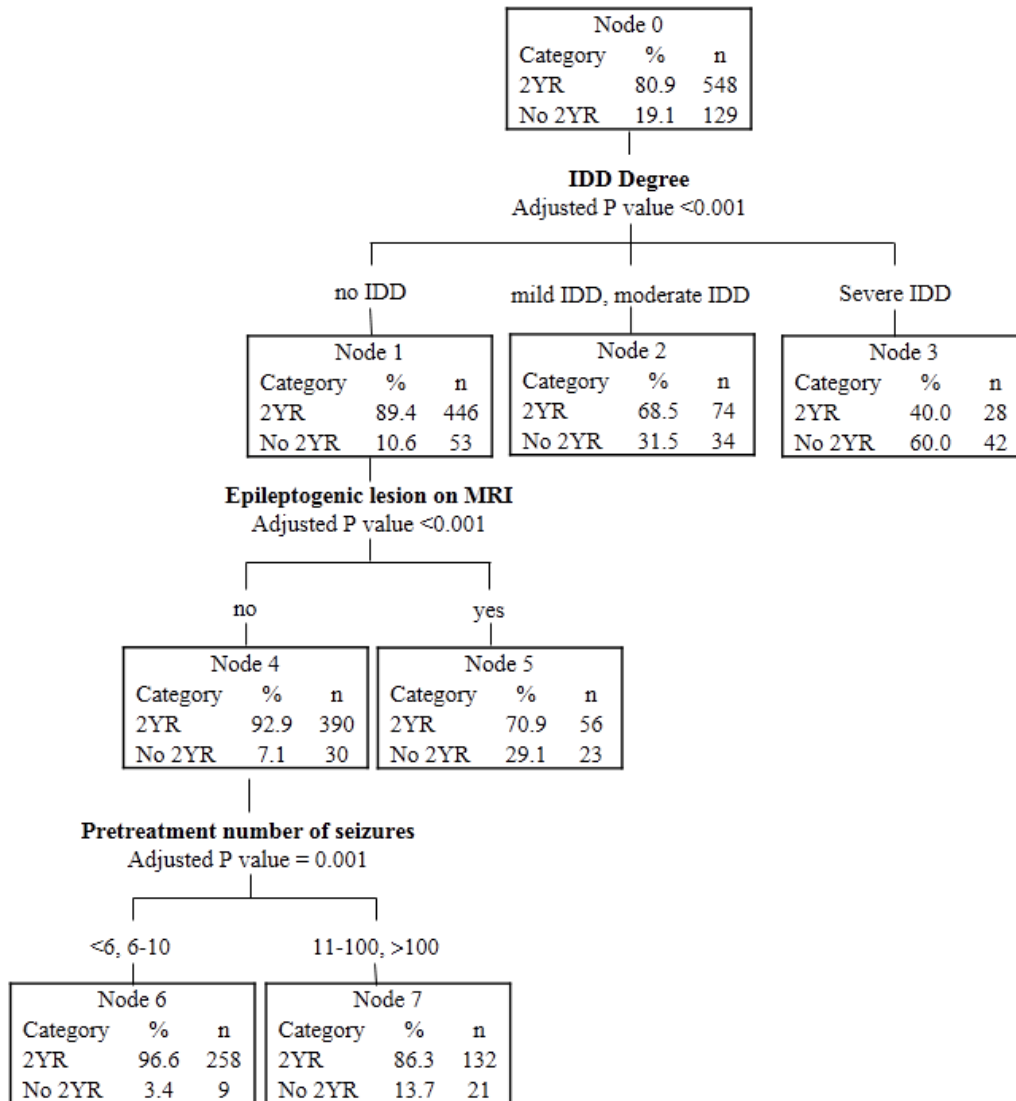 Node 0
Category % n
2YR 80.9 548
No 2YR 19.1 129
IDD Degree
Adjusted P value <0.001
no IDD
mild IDD, moderate IDD
Severe IDD
Node 1
Category % n
2YR 89.4 446
No 2YR 10.6 53
Node 2
Category % n
2YR 68.5 74
No 2YR 31.5 34
Node 3
Category % n
2YR 40.0 28
No 2YR 60.0 42
Epileptogenic lesion on MRI
Adjusted P value <0.001
no
yes
Node 4
Category % n
2YR 92.9 390
No 2YR 7.1 30
Node 5
Category % n
2YR 70.9 56
No 2YR 29.1 23
Pretreatment number of seizures
Adjusted P value = 0.001
<6, 6-10
11-100, >100
Node 6
Category % n
2YR 96.6 258
No 2YR 3.4 9
Node 7
Category % n
2YR 86.3 132
No 2YR 13.7 21